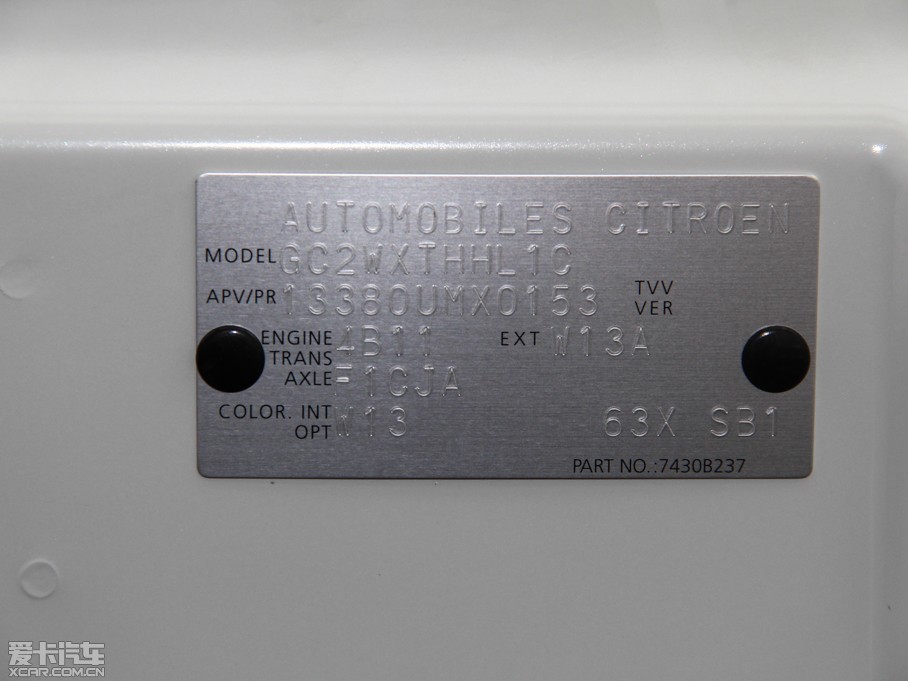 AUTOMOBILES CITROEN
MODEL GC2WXTHHL1C
APV/PR 13380UMX0153 TVV
VER
ENGINE 4B11 EXT W13A
TRANS
AXLE F1CJA
COLOR. INT W13 63X SB1
OPT
PART NO.:7430B237
爱卡汽车
XCAR.COM.CN